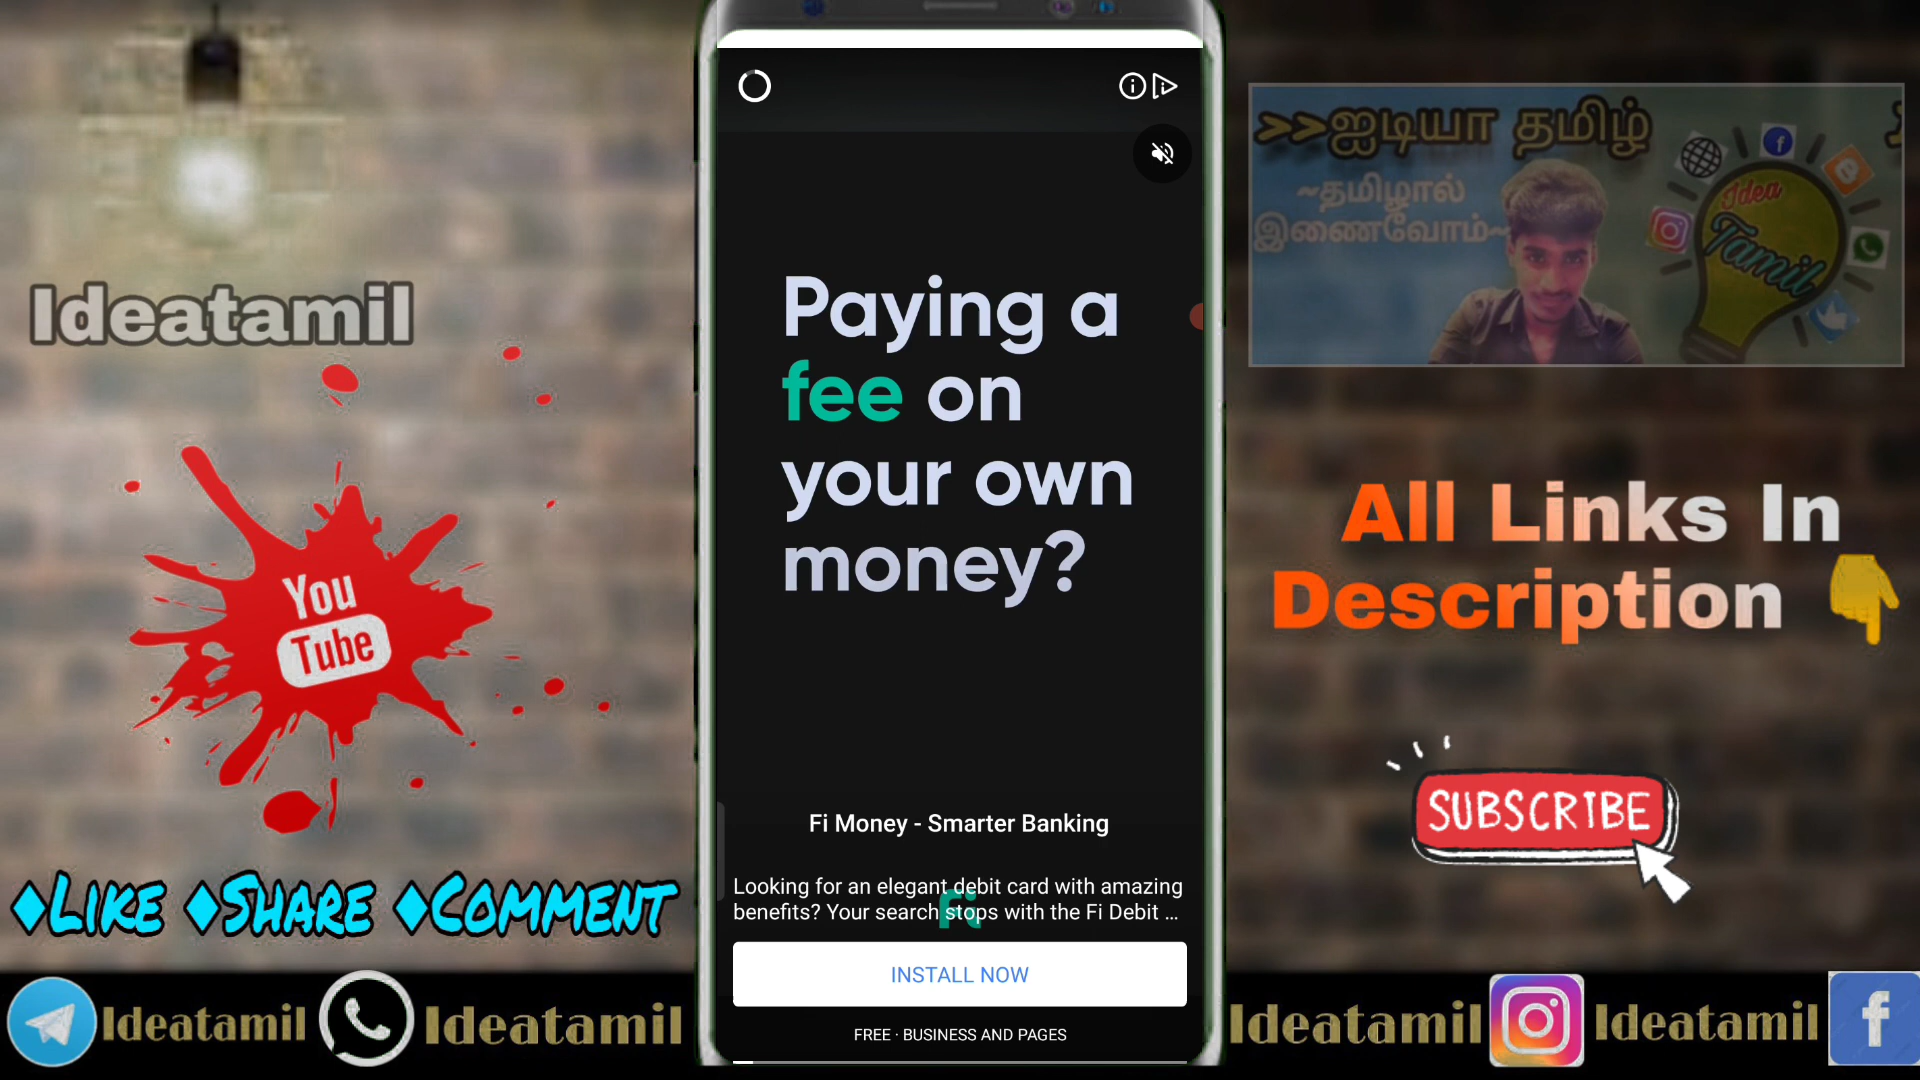 Ideatamil
You
Tube
♦LIKE ♦SHARE ♦COMMENT
Ideatamil
Ideatamil
Paying a
fee on
your own
money?
Fi Money - Smarter Banking
Looking for an elegant debit card with amazing
benefits? Your search stops with the Fi Debit ...
Fi
INSTALL NOW
FREE · BUSINESS AND PAGES
>>ஐடியா தமிழ்
~தமிழால்
இணைவோம்~
Idea
Tamil
All Links In
Description 👇
SUBSCRIBE
Ideatamil
Ideatamil